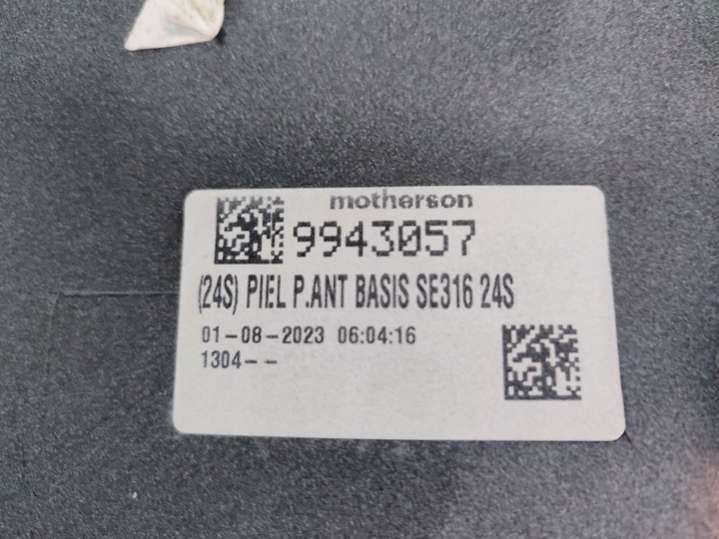 motherson
9943057
(24S) PIEL P.ANT BASIS SE316 24S
01-08-2023 06:04:16
1304--